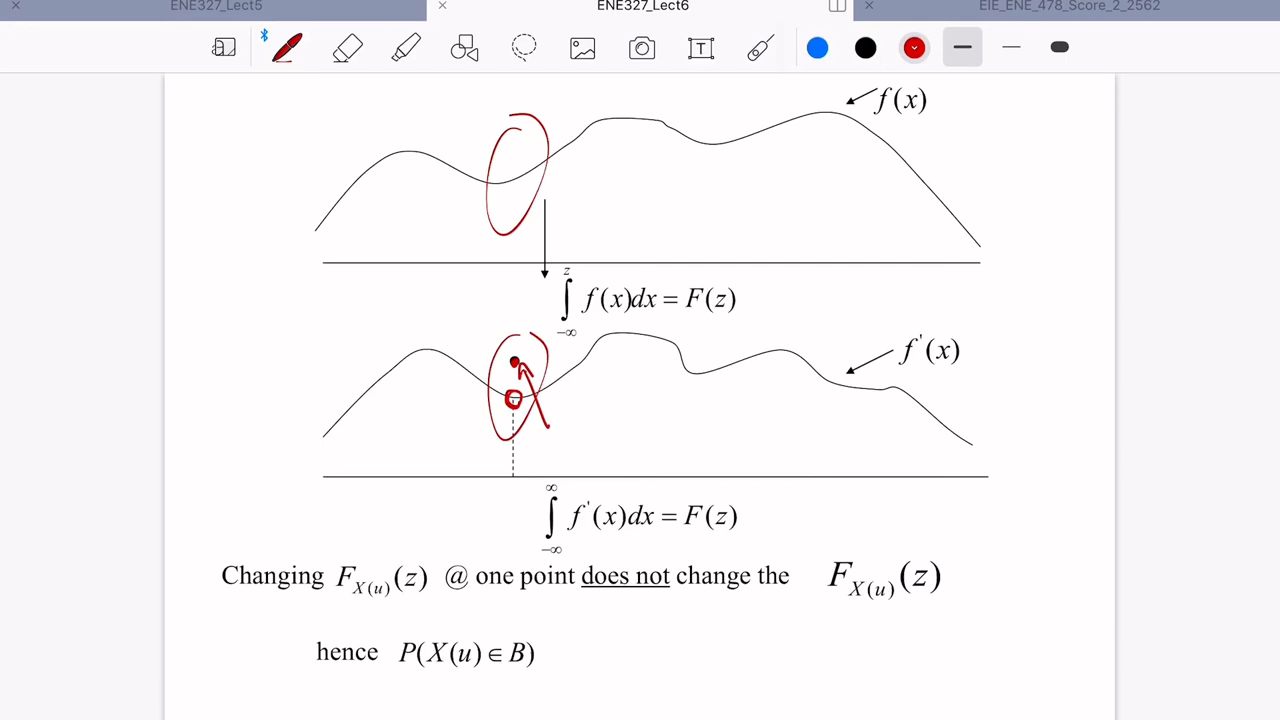 ENE327_Lect5 ENE327_Lect6 EIE_ENE_478_Score_2_2562
T
f(x)
∫_{-∞}^{z} f(x)dx = F(z)
f'(x)
∫_{-∞}^{∞} f'(x)dx = F(z)
Changing F_{X(u)}(z) @ one point does not change the F_{X(u)}(z)
hence P(X(u) ∈ B)